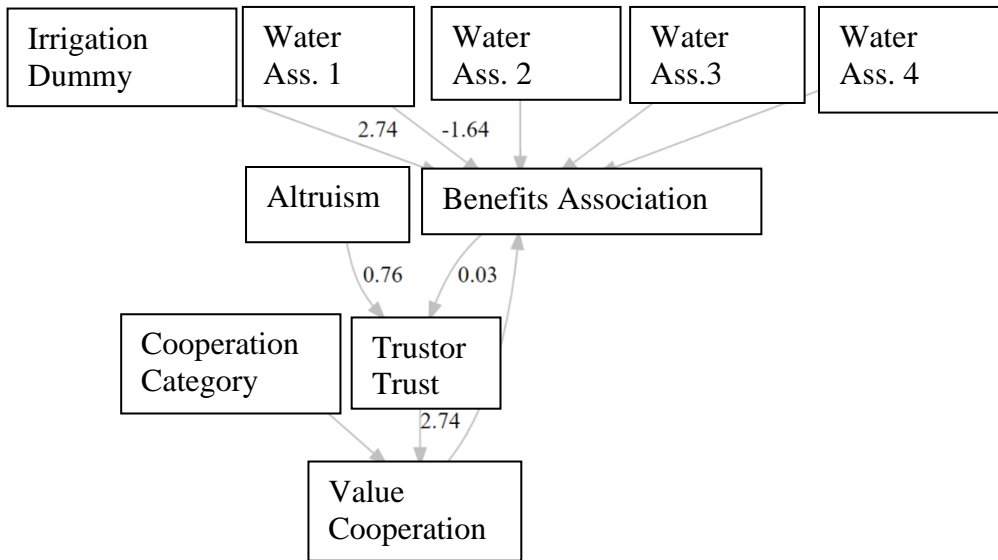 Irrigation
Dummy
Water
Ass. 1
Water
Ass. 2
Water
Ass.3
Water
Ass. 4
2.74
-1.64
Altruism
Benefits Association
0.76
0.03
Cooperation
Category
Trustor
Trust
2.74
Value
Cooperation